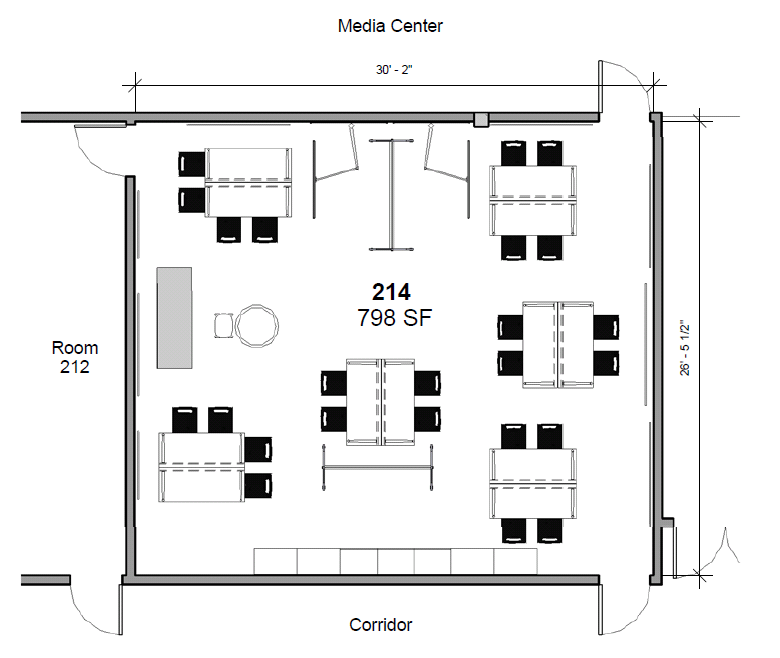 Media Center
30' - 2"
214
798 SF
26' - 5 1/2"
Room
212
Corridor